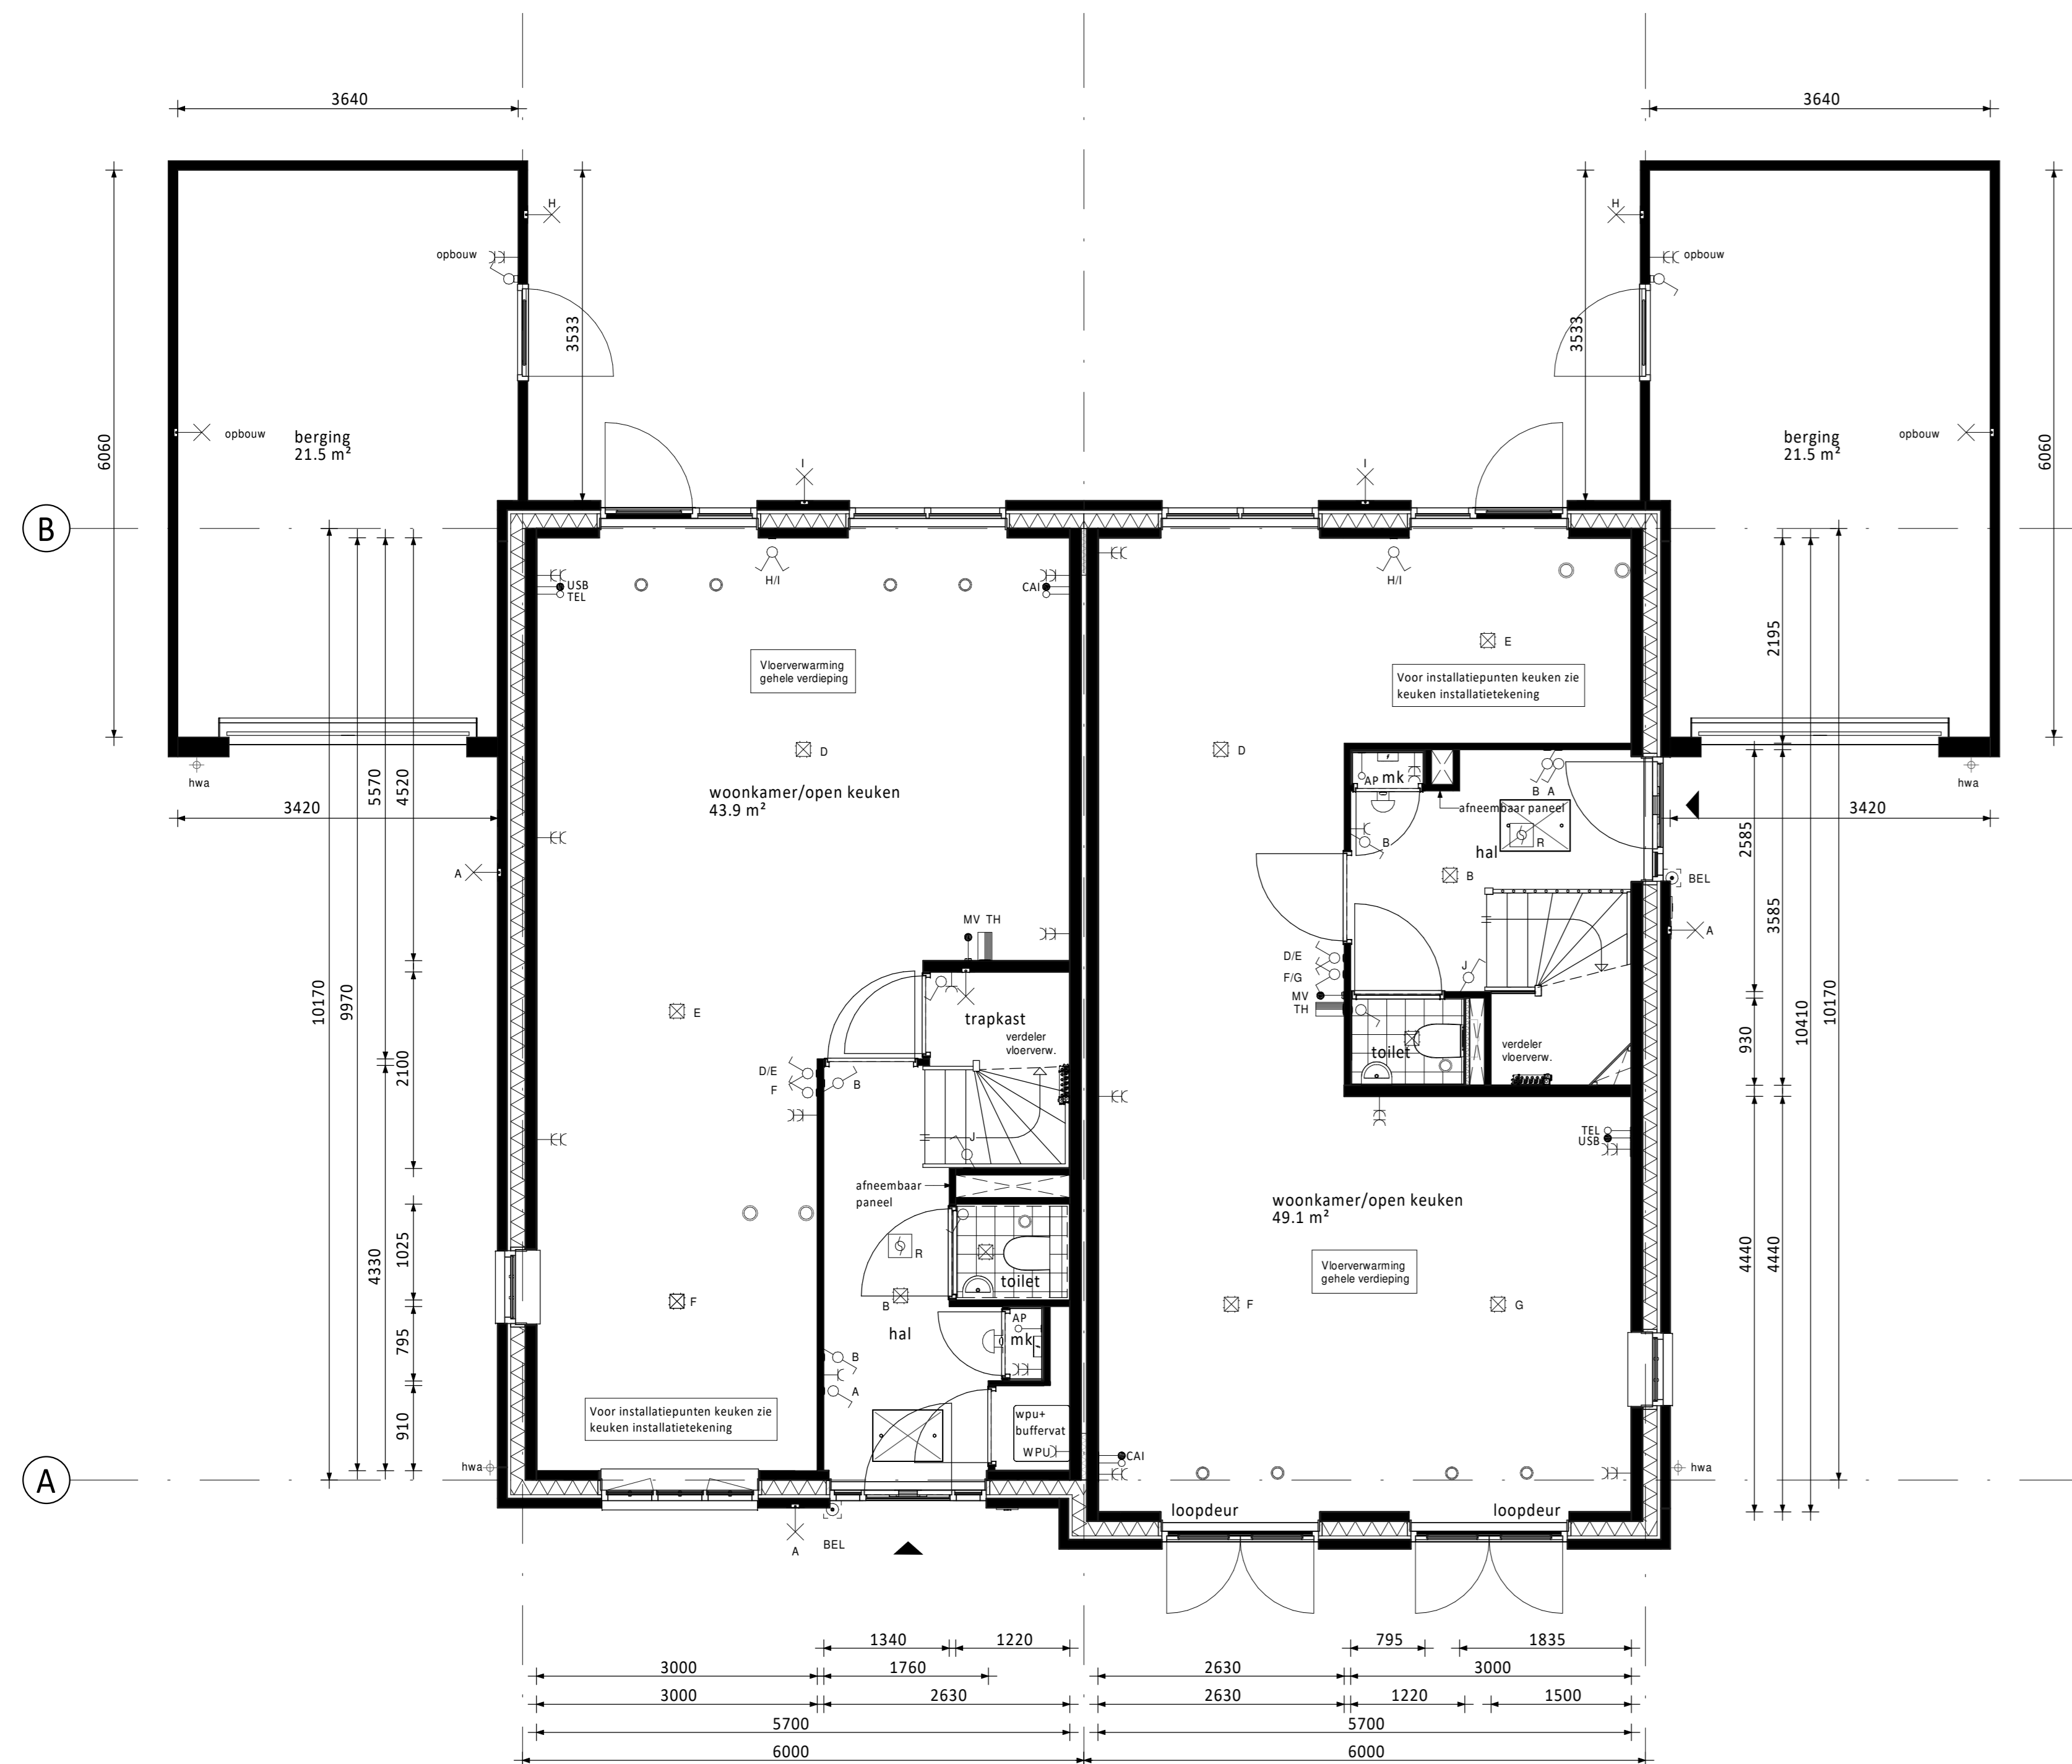 3640
3640
H
H
opbouw
opbouw
3533
3533
6060
6060
opbouw
berging
21.5 m²
berging
21.5 m²
opbouw
I
I
B
H/I
H/I
USB
TEL
CAI
E
Vloerverwarming
gehele verdieping
Voor installatiepunten keuken zie
keuken installatietekening
D
D
woonkamer/open keuken
43.9 m²
hwa
hwa
3420
3420
10170
9970
5570
4520
2195
2585
3585
10410
10170
AP
mk
B A
afneembaar paneel
R
B
hal
B
A
BEL
A
MV TH
D/E
F/G
MV
TH
J
E
trapkast
verdeler
vloerverw.
toilet
verdeler
vloerverw.
930
2100
D/E
F
B
J
TEL
USB
afneembaar
paneel
woonkamer/open keuken
49.1 m²
4330
1025
795
910
4440
4440
R
toilet
Vloerverwarming
gehele verdieping
F
B
F
G
hal
AP
mk
B
A
Voor installatiepunten keuken zie
keuken installatietekening
wpu+
buffervat
WPU
CAI
hwa
hwa
A
loopdeur
loopdeur
A
BEL
1340
1220
795
1835
3000
1760
2630
3000
3000
2630
2630
1220
1500
5700
5700
6000
6000